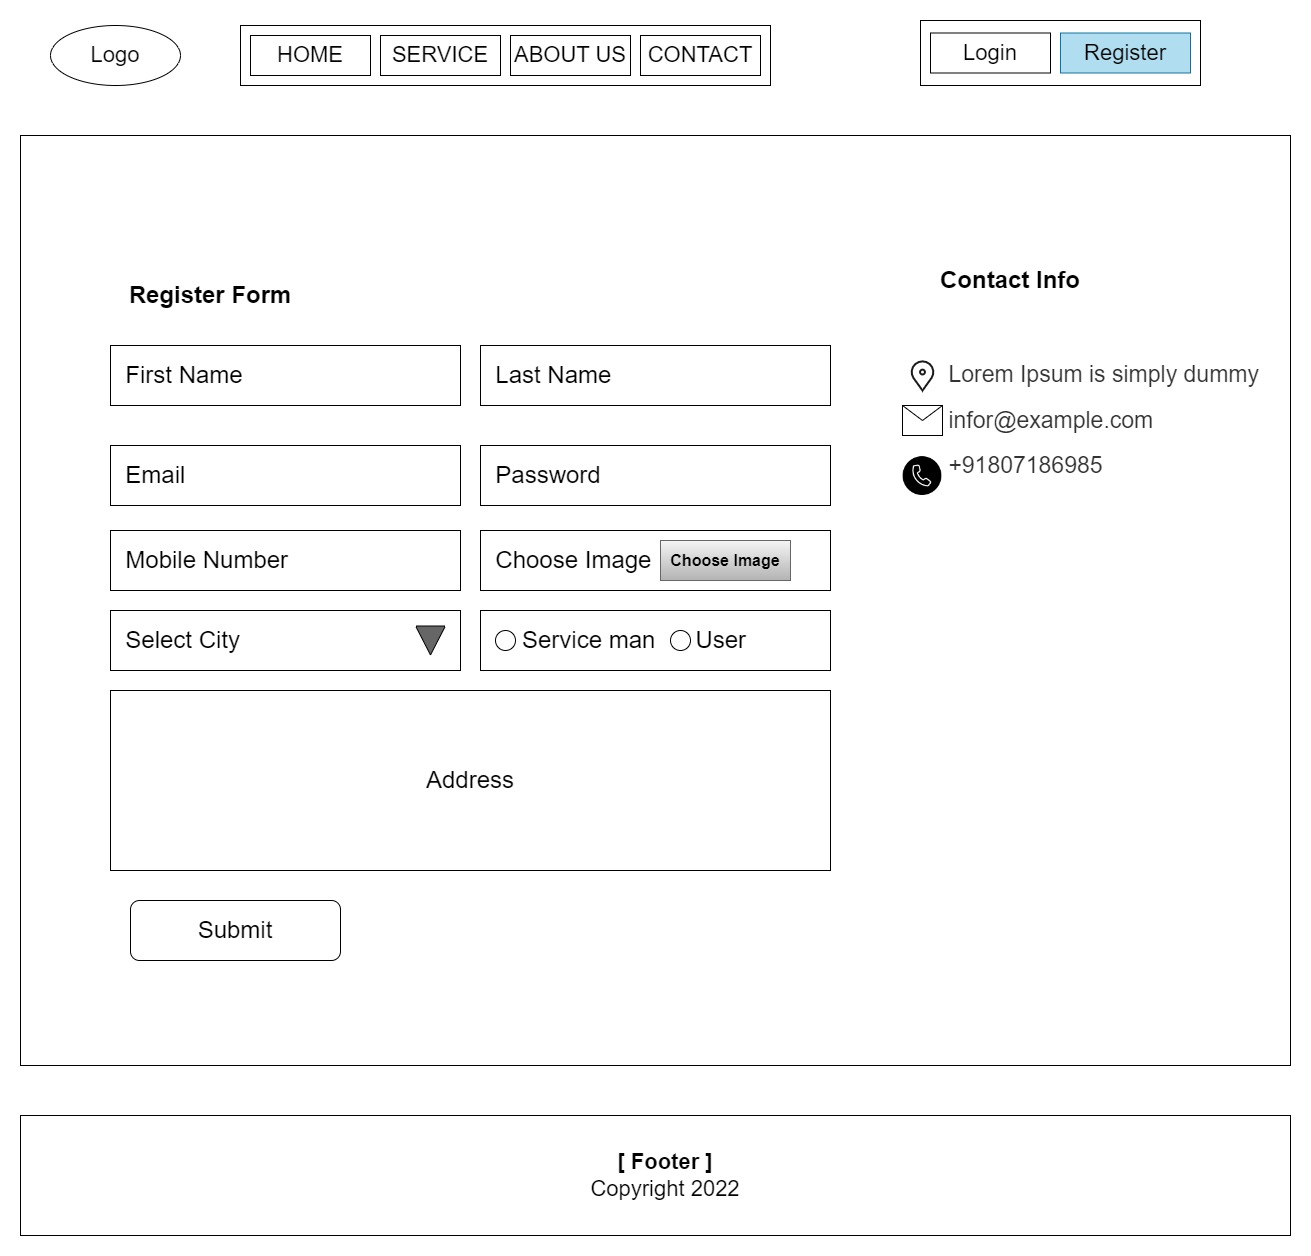 Logo
HOME
SERVICE
ABOUT US
CONTACT
Login
Register
Register Form
First Name
Last Name
Email
Password
Mobile Number
Choose Image
Choose Image
Select City
Service man
User
Address
Submit
Contact Info
Lorem Ipsum is simply dummy
infor@example.com
+91807186985
[ Footer ]
Copyright 2022